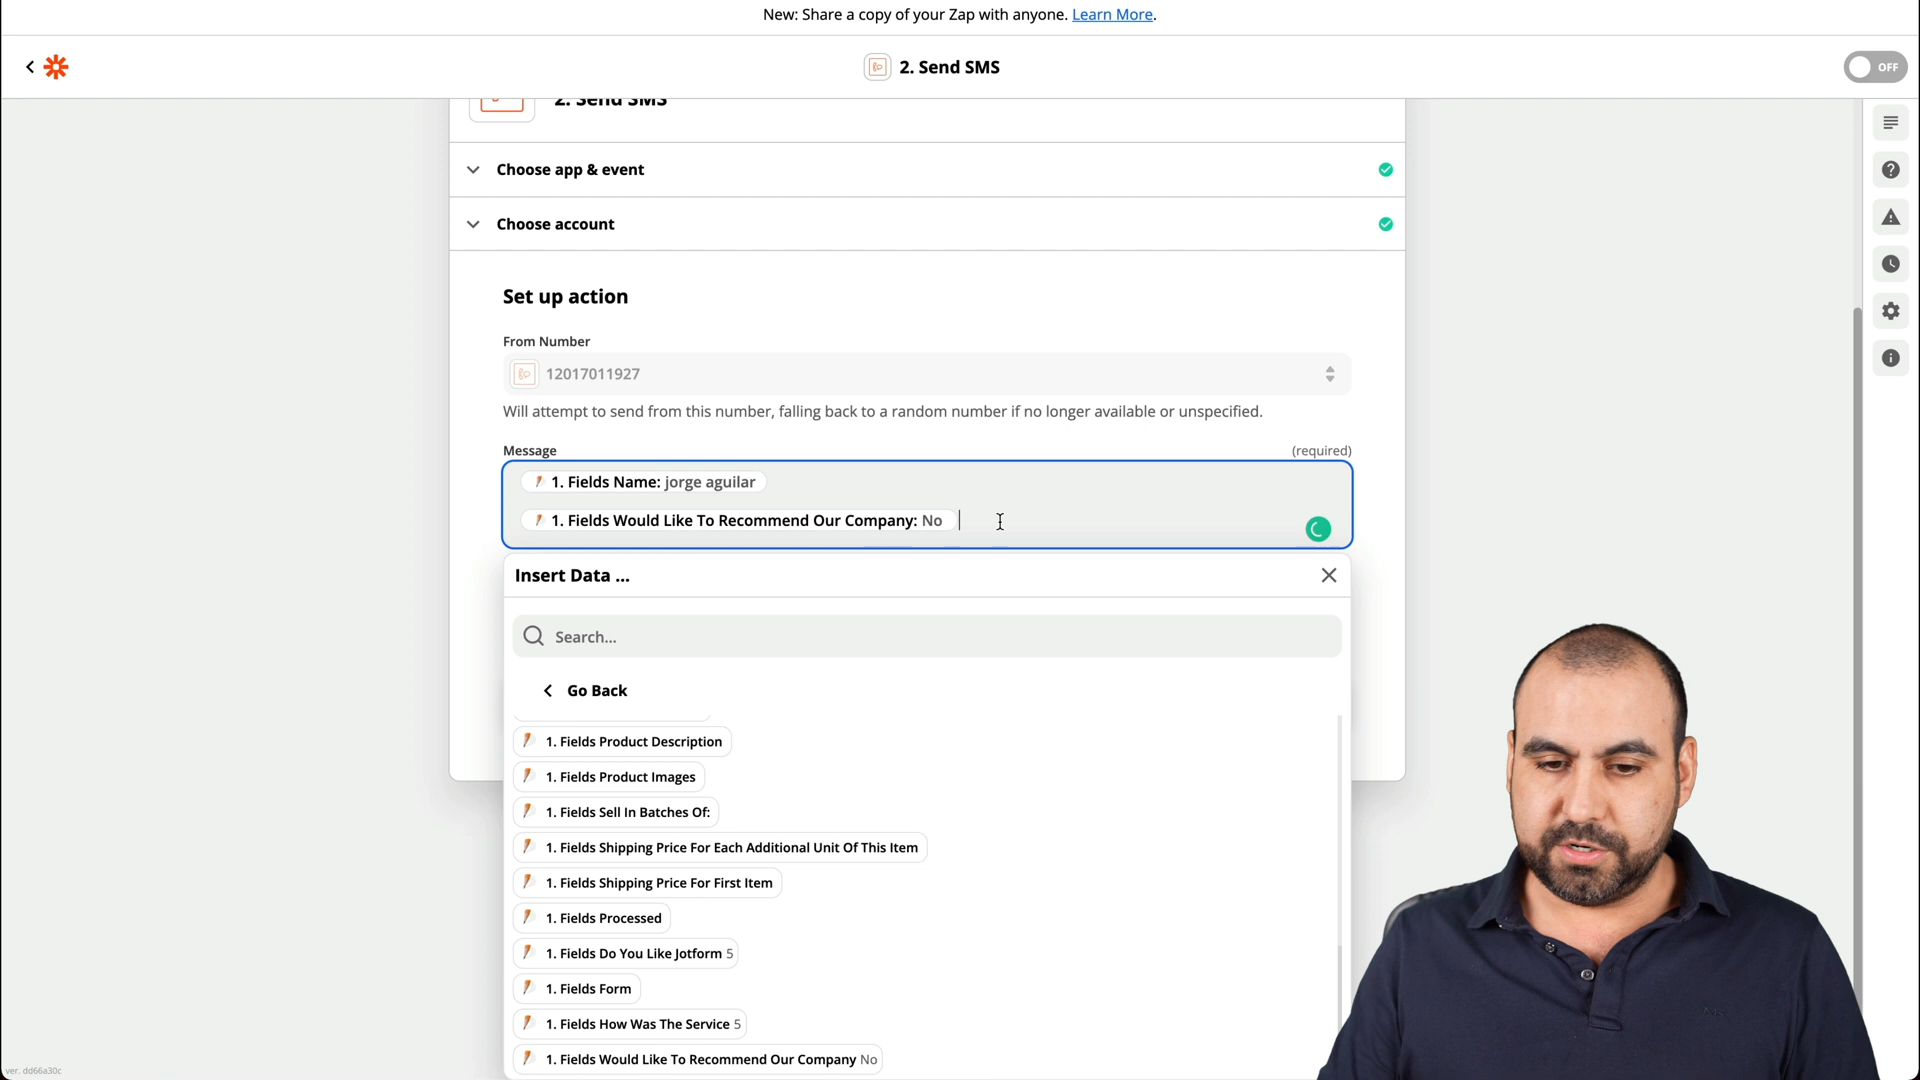 New: Share a copy of your Zap with anyone. Learn More.
2. Send SMS
OFF
2. Send SMS
Choose app & event
Choose account
Set up action
From Number
12017011927
Will attempt to send from this number, falling back to a random number if no longer available or unspecified.
Message (required)
1. Fields Name: jorge aguilar
1. Fields Would Like To Recommend Our Company: No
Insert Data ...
Search...
Go Back
1. Fields Product Description
1. Fields Product Images
1. Fields Sell In Batches Of:
1. Fields Shipping Price For Each Additional Unit Of This Item
1. Fields Shipping Price For First Item
1. Fields Processed
1. Fields Do You Like Jotform 5
1. Fields Form
1. Fields How Was The Service 5
1. Fields Would Like To Recommend Our Company No
ver. dd66a30c